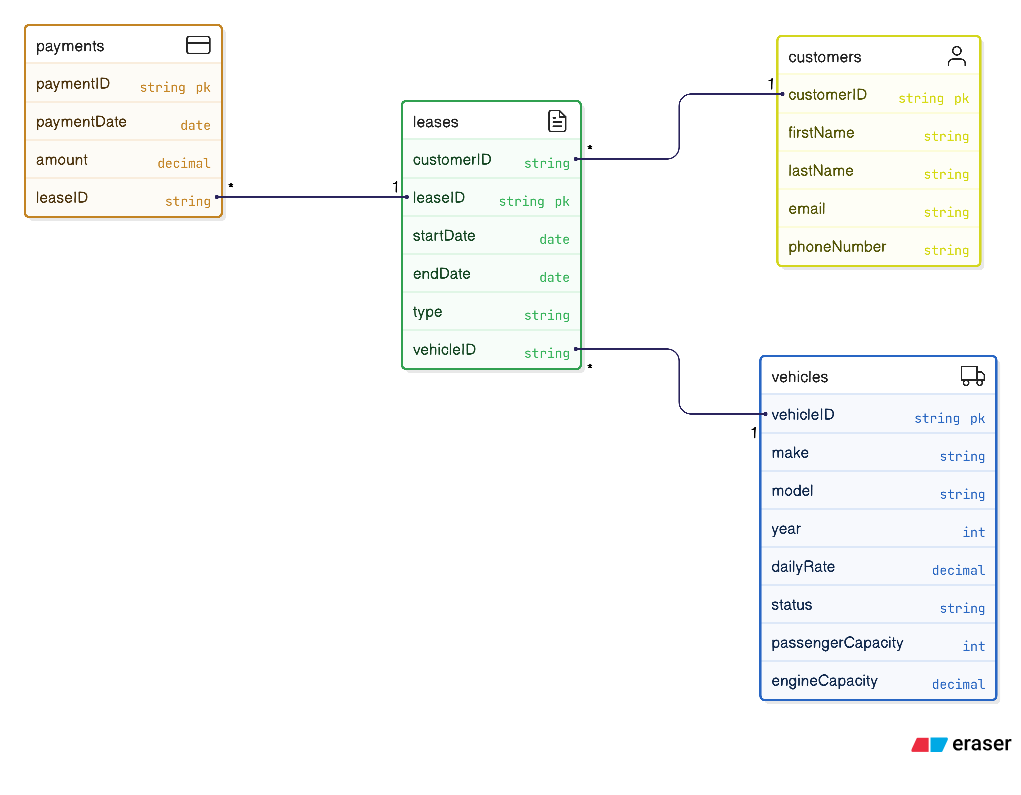 payments
paymentID string pk
paymentDate date
amount decimal
leaseID string
* 1
leases
customerID string
leaseID string pk
startDate date
endDate date
type string
vehicleID string
* 1
customers
customerID string pk
firstName string
lastName string
email string
phoneNumber string
* 1
vehicles
vehicleID string pk
make string
model string
year int
dailyRate decimal
status string
passengerCapacity int
engineCapacity decimal
eraser